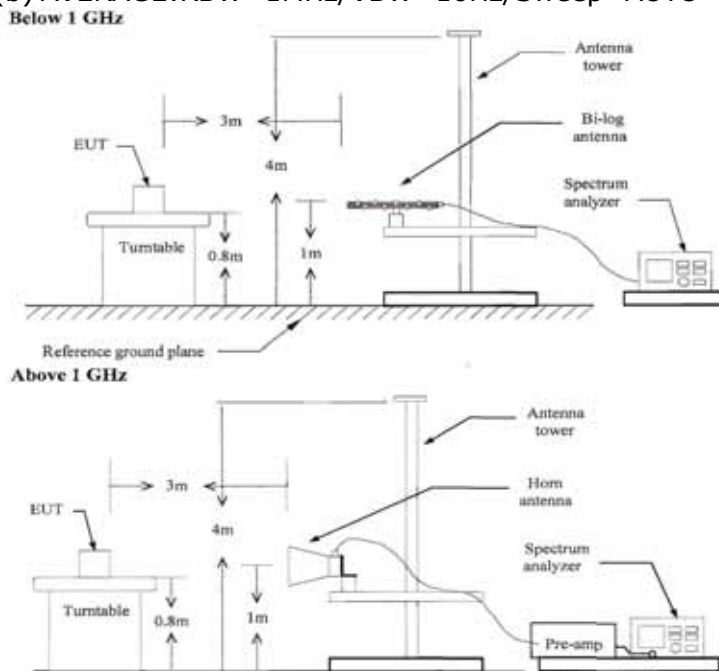 Below 1 GHz
Antenna
tower
3m
Bi-log
antenna
EUT
4m
Spectrum
analyzer
Turntable
0.8m
1m
Reference ground plane
Above 1 GHz
Antenna
tower
3m
Horn
antenna
EUT
4m
Spectrum
analyzer
Turntable
0.8m
1m
Pre-amp